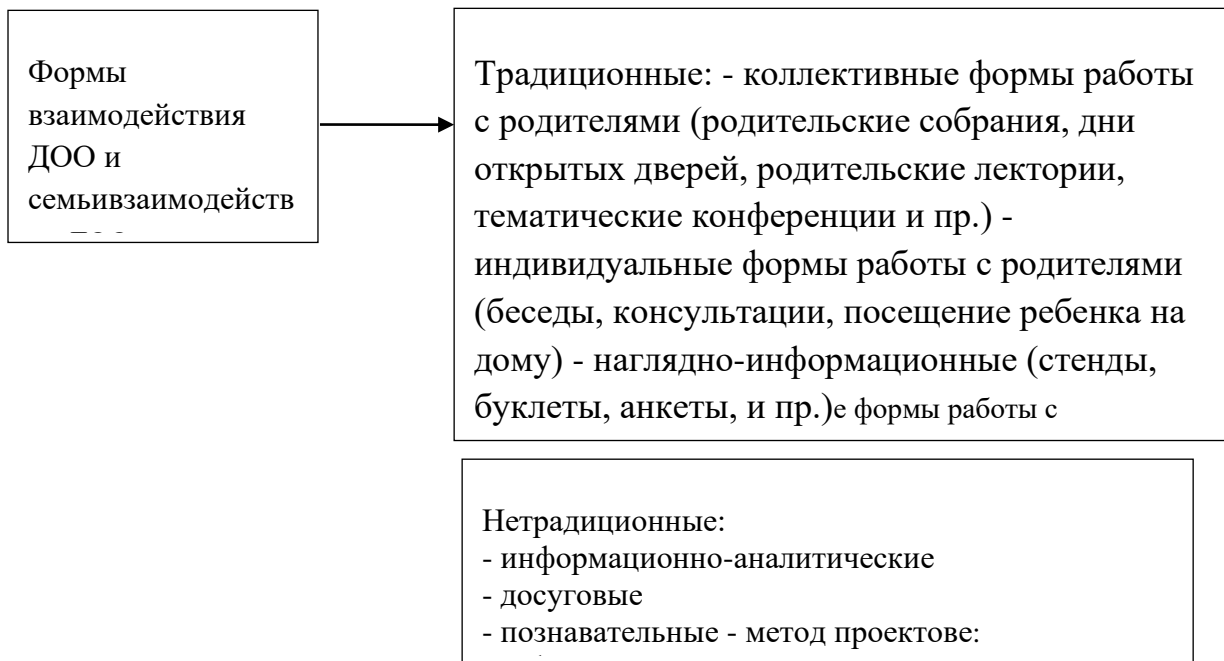 Формы
взаимодействия
ДОО и
семьивзаимодейств
Традиционные: - коллективные формы работы
с родителями (родительские собрания, дни
открытых дверей, родительские лектории,
тематические конференции и пр.) -
индивидуальные формы работы с родителями
(беседы, консультации, посещение ребенка на
дому) - наглядно-информационные (стенды,
буклеты, анкеты, и пр.)е формы работы с
Нетрадиционные:
- информационно-аналитические
- досуговые
- познавательные - метод проектове: